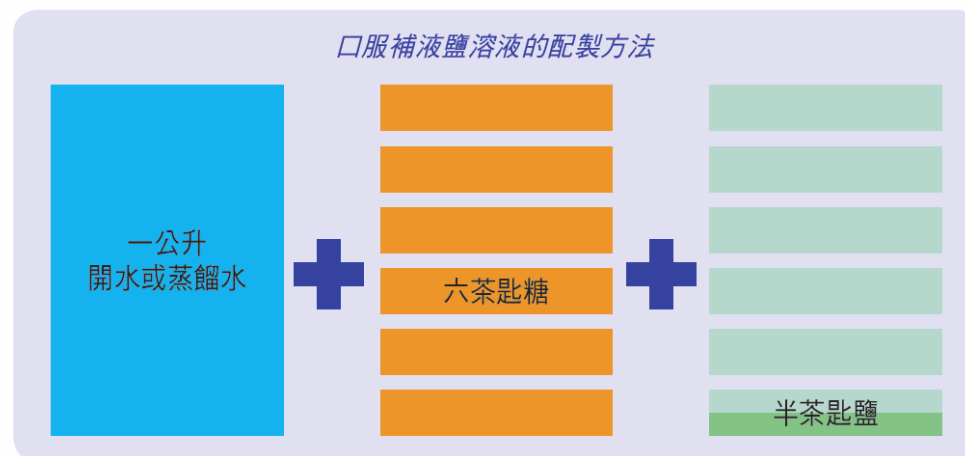 口服補液鹽溶液的配製方法
一公升
開水或蒸餾水
六茶匙糖
半茶匙鹽